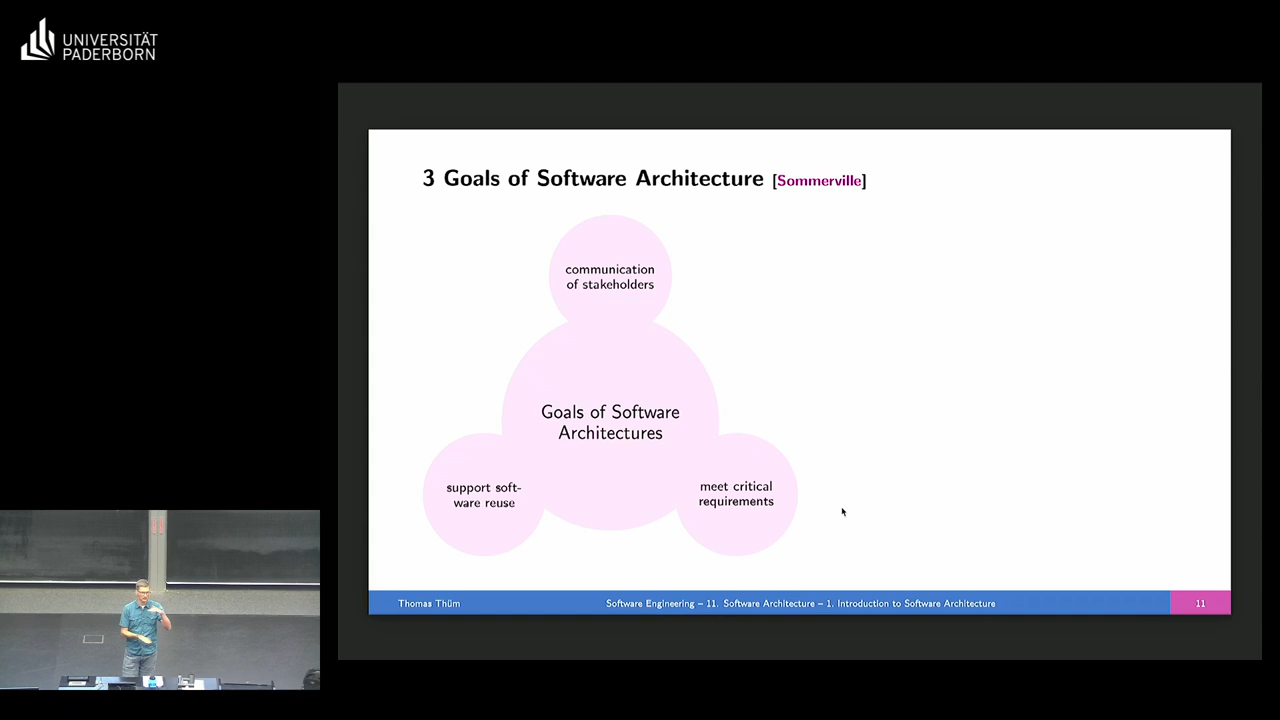 UNIVERSITÄT
PADERBORN
3 Goals of Software Architecture [Sommerville]
communication
of stakeholders
Goals of Software
Architectures
support soft-
ware reuse
meet critical
requirements
Thomas Thüm
Software Engineering – 11. Software Architecture – 1. Introduction to Software Architecture
11